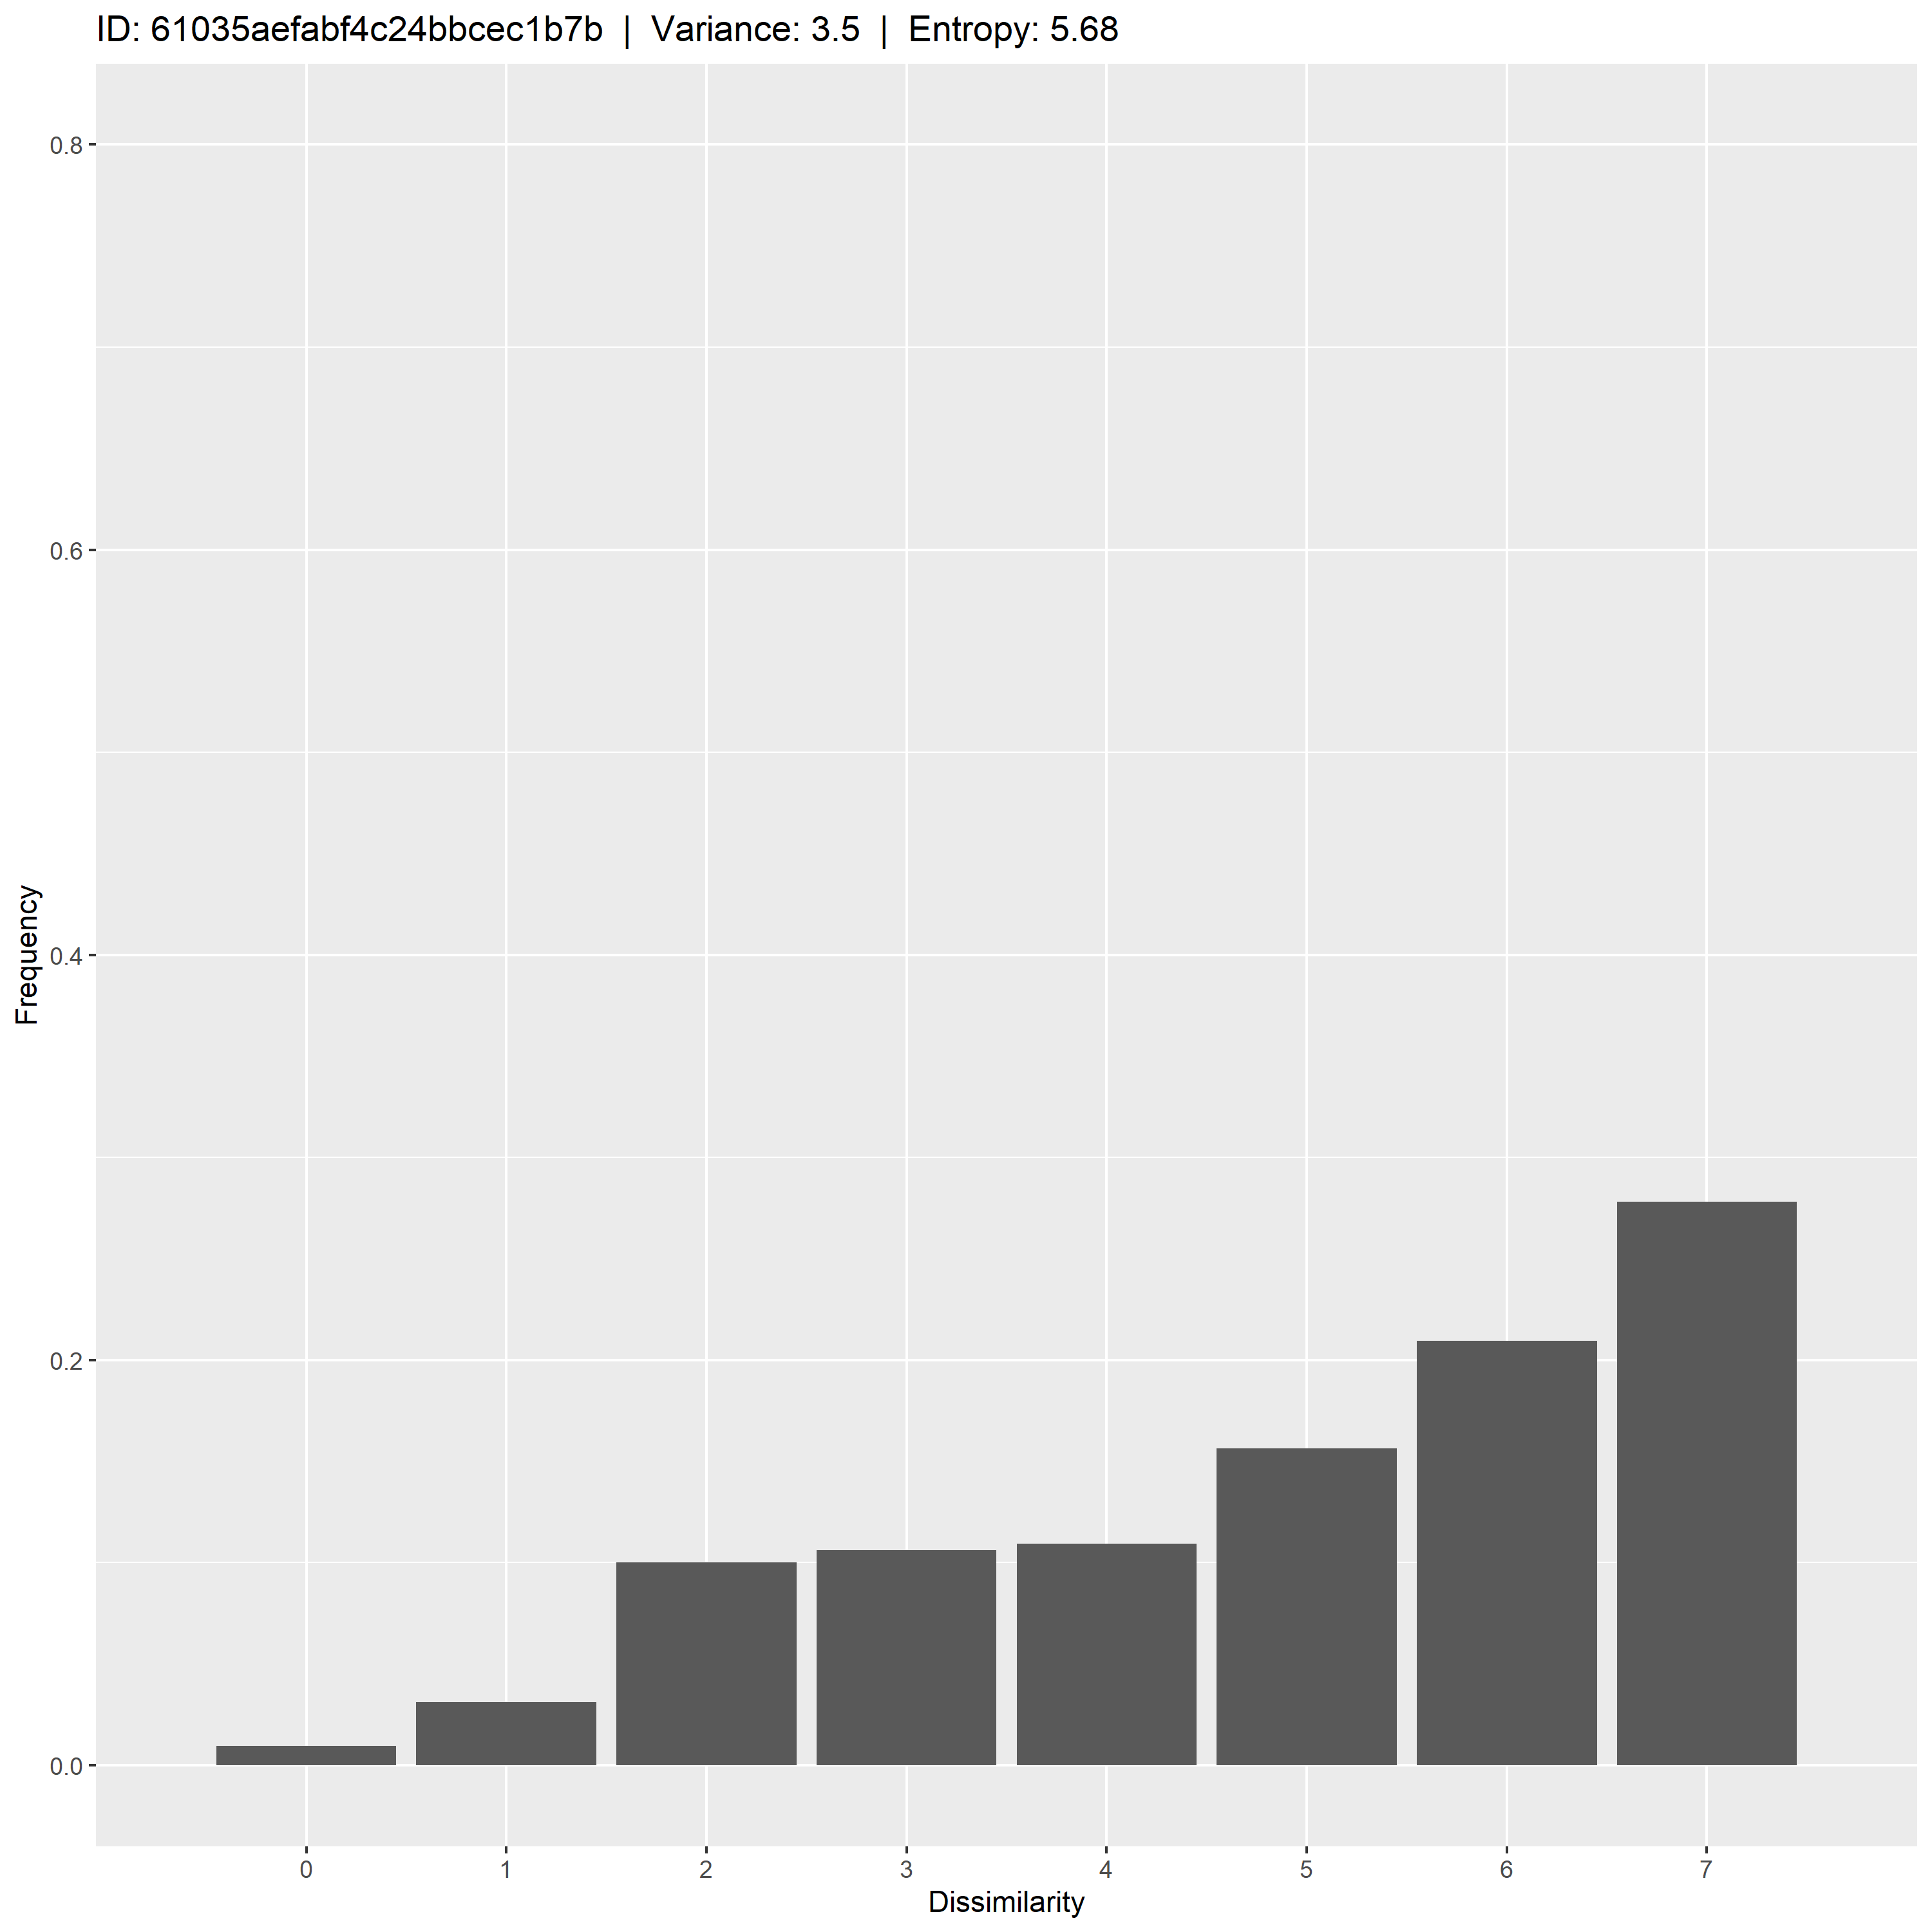 ID: 61035aefabf4c24bbcec1b7b | Variance: 3.5 | Entropy: 5.68
0.8
0.6
0.4
0.2
0.0
Frequency
0 1 2 3 4 5 6 7
Dissimilarity